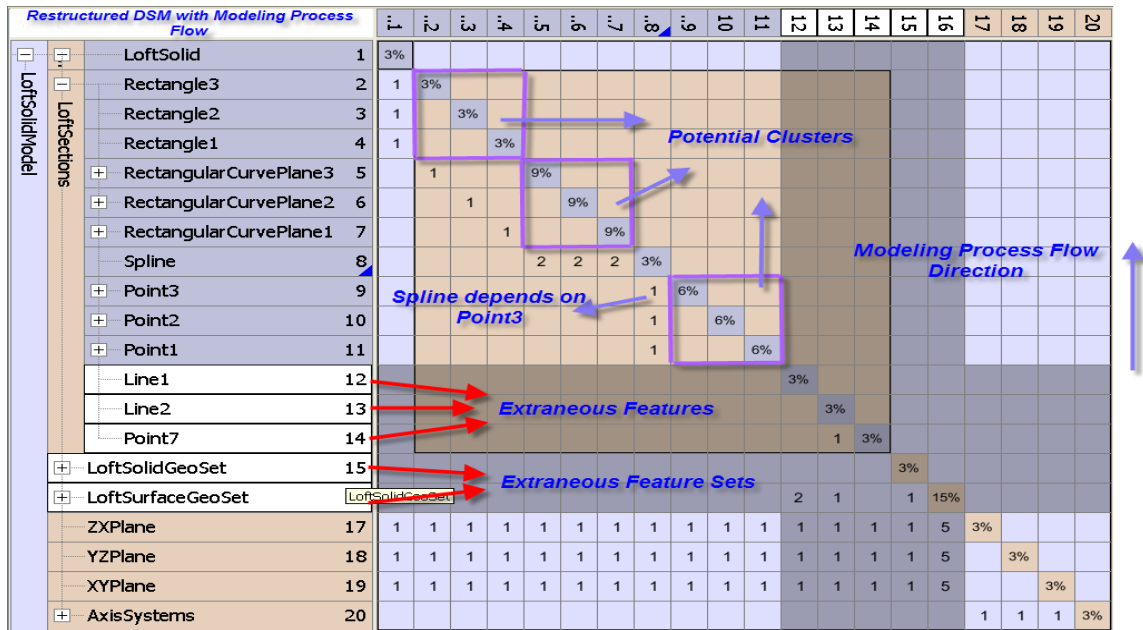 Restructured DSM with Modeling Process
Flow
..1 ..2 ..3 ..4 ..5 ..6 ..7 ..8 ..9 10 11 12 13 14 15 16 17 18 19 20
LoftSolidModel
LoftSections
LoftSolid 1 3%
Rectangle3 2 1 3%
Rectangle2 3 1 3%
Rectangle1 4 1 3%
Potential Clusters
RectangularCurvePlane3 5 1 9%
RectangularCurvePlane2 6 1 9%
RectangularCurvePlane1 7 1 9%
Modeling Process Flow
Direction
Spline 8 2 2 2 3%
Point3 9 1 6%
Spline depends on
Point3
Point2 10 1 6%
Point1 11 1 6%
Line1 12 3%
Line2 13 3%
Extraneous Features
Point7 14 1 3%
LoftSolidGeoSet 15 3%
Extraneous Feature Sets
LoftSurfaceGeoSet LoftSolidGeoSet 2 1 1 15%
ZXPlane 17 1 1 1 1 1 1 1 1 1 1 1 1 1 1 1 5 3%
YZPlane 18 1 1 1 1 1 1 1 1 1 1 1 1 1 1 1 5 3%
XYPlane 19 1 1 1 1 1 1 1 1 1 1 1 1 1 1 1 5 3%
AxisSystems 20 1 1 1 3%